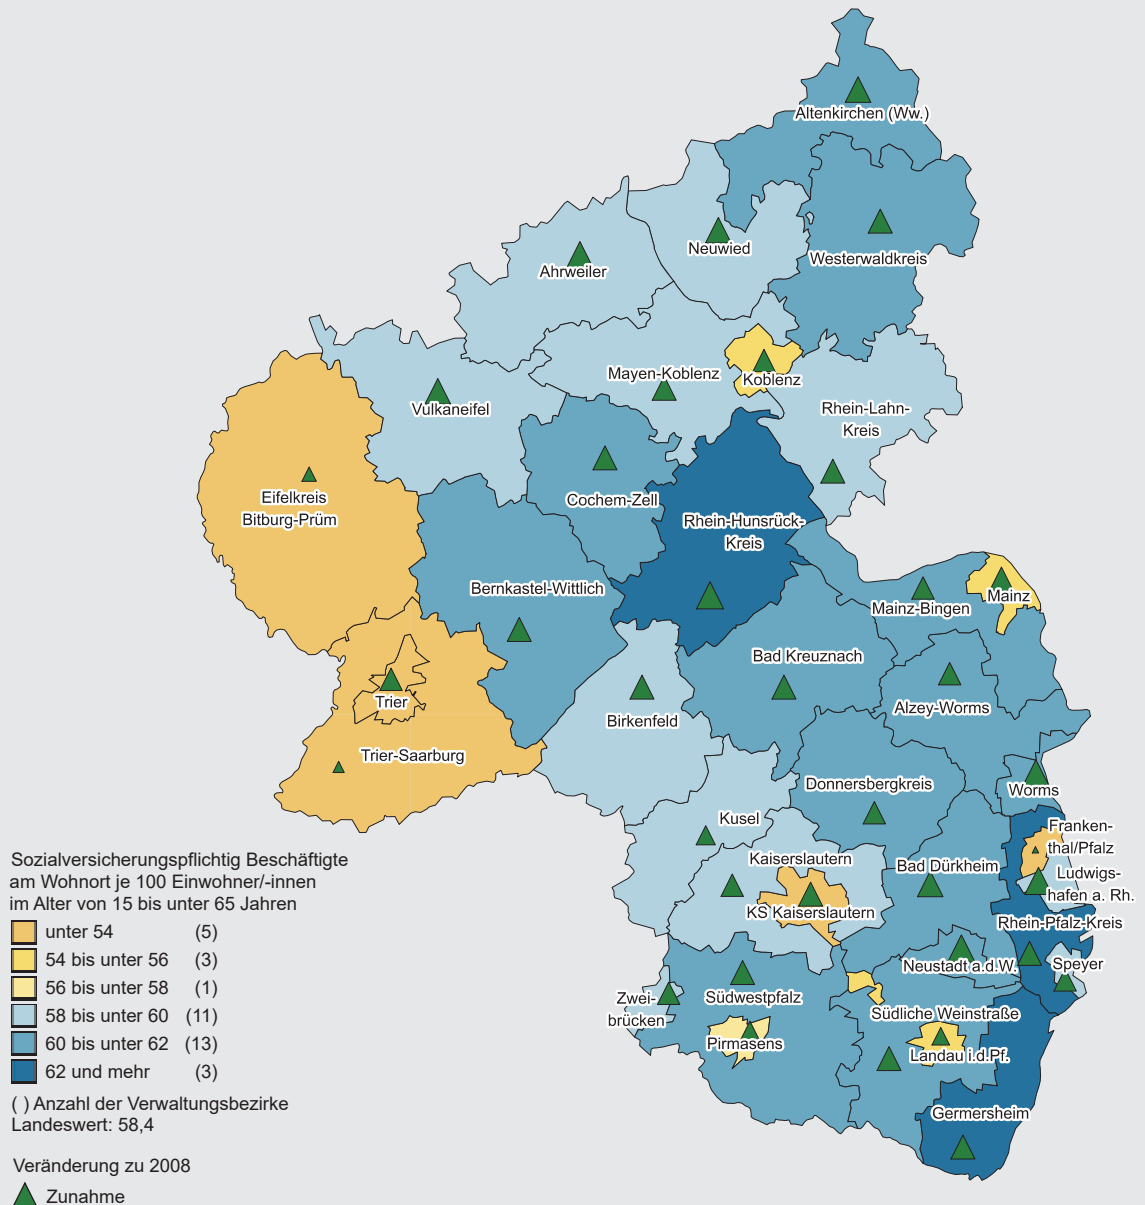 Altenkirchen (Ww.)
Neuwied
Westerwaldkreis
Ahrweiler
Mayen-Koblenz
Koblenz
Vulkaneifel
Rhein-Lahn-
Kreis
Eifelkreis
Bitburg-Prüm
Cochem-Zell
Rhein-Hunsrück-
Kreis
Bernkastel-Wittlich
Mainz-Bingen
Mainz
Bad Kreuznach
Trier
Birkenfeld
Alzey-Worms
Trier-Saarburg
Donnersbergkreis
Worms
Kusel
Franken-
thal/Pfalz
Kaiserslautern
Bad Dürkheim
Ludwigs-
hafen a. Rh.
KS Kaiserslautern
Rhein-Pfalz-Kreis
Neustadt a.d.W.
Speyer
Zwei-
brücken
Südwestpfalz
Südliche Weinstraße
Pirmasens
Landau i.d.Pf.
Germersheim
Sozialversicherungspflichtig Beschäftigte
am Wohnort je 100 Einwohner/-innen
im Alter von 15 bis unter 65 Jahren
unter 54 (5)
54 bis unter 56 (3)
56 bis unter 58 (1)
58 bis unter 60 (11)
60 bis unter 62 (13)
62 und mehr (3)
( ) Anzahl der Verwaltungsbezirke
Landeswert: 58,4
Veränderung zu 2008
Zunahme